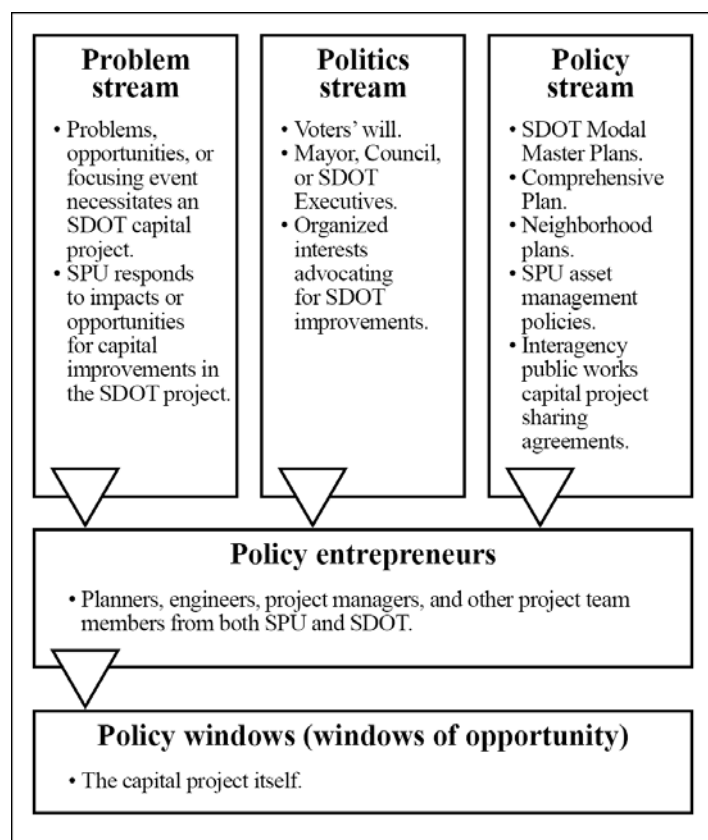 Problem
stream
• Problems,
opportunities, or
focusing event
necessitates an
SDOT capital
project.
• SPU responds
to impacts or
opportunities
for capital
improvements in
the SDOT project.
Politics
stream
• Voters' will.
• Mayor, Council,
or SDOT
Executives.
• Organized
interests
advocating
for SDOT
improvements.
Policy
stream
• SDOT Modal
Master Plans.
• Comprehensive
Plan.
• Neighborhood
plans.
• SPU asset
management
policies.
• Interagency
public works
capital project
sharing
agreements.
Policy entrepreneurs
• Planners, engineers, project managers, and other project team
members from both SPU and SDOT.
Policy windows (windows of opportunity)
• The capital project itself.